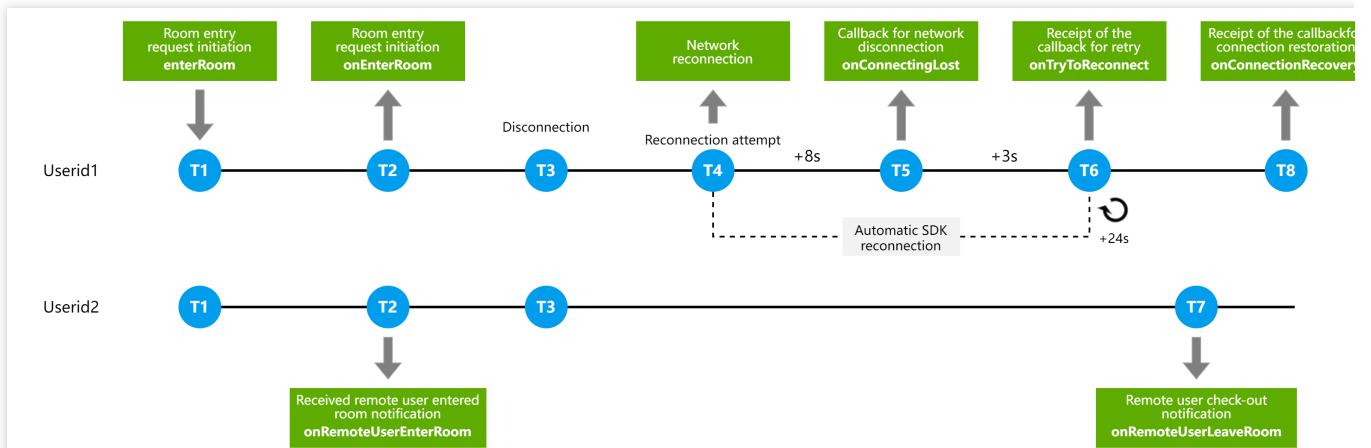 Room entry
request initiation
enterRoom
Room entry
request initiation
onEnterRoom
Network
reconnection
Callback for network
disconnection
onConnectingLost
Receipt of the
callback for retry
onTryToReconnect
Receipt of the callbackfo
connection restoration
onConnectionRecovery
Disconnection
Reconnection attempt
+8s
+3s
Userid1
T1
T2
T3
T4
T5
T6
T8
Automatic SDK
reconnection
+24s
Userid2
T1
T2
T3
T7
Received remote user entered
room notification
onRemoteUserEnterRoom
Remote user check-out
notification
onRemoteUserLeaveRoom